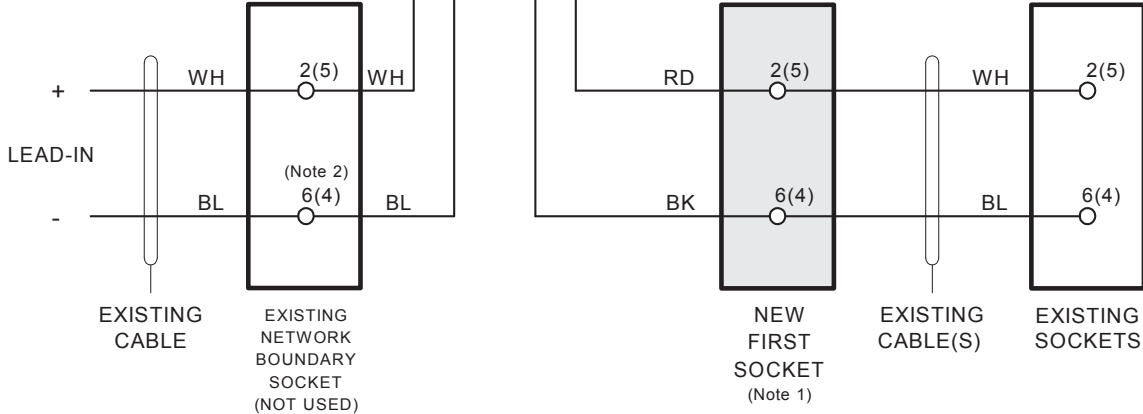 2(5)
2(5)
2(5)
WH
WH
RD
WH
+
LEAD-IN
(Note 2)
6(4)
6(4)
6(4)
BL
BL
BK
BL
-
EXISTING
CABLE
EXISTING
NETWORK
BOUNDARY
SOCKET
(NOT USED)
NEW
FIRST
SOCKET
(Note 1)
EXISTING
CABLE(S)
EXISTING
SOCKETS